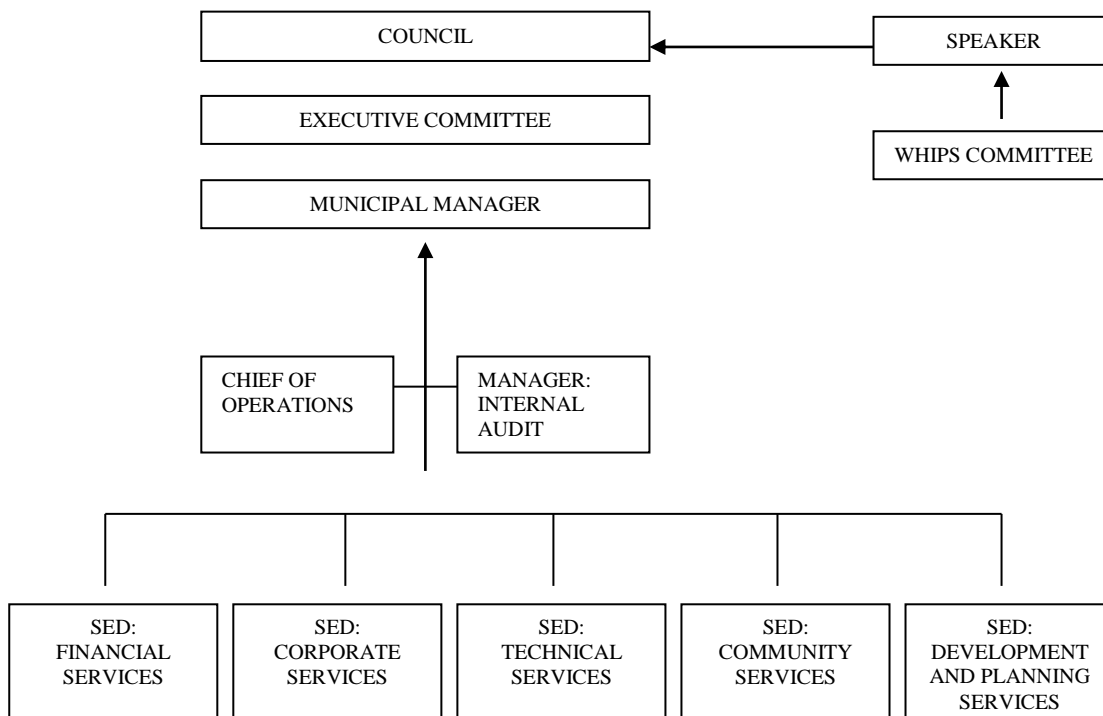 COUNCIL
SPEAKER
EXECUTIVE COMMITTEE
WHIPS COMMITTEE
MUNICIPAL MANAGER
CHIEF OF
OPERATIONS
MANAGER:
INTERNAL
AUDIT
SED:
FINANCIAL
SERVICES
SED:
CORPORATE
SERVICES
SED:
TECHNICAL
SERVICES
SED:
COMMUNITY
SERVICES
SED:
DEVELOPMENT
AND PLANNING
SERVICES